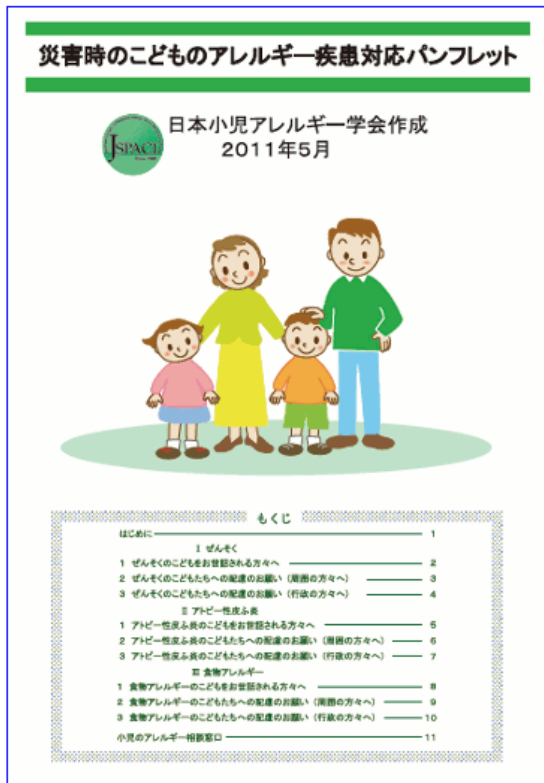 災害時のこどものアレルギー疾患対応パンフレット
JSPACI
日本小児アレルギー学会作成
2011年5月
もくじ
はじめに 1
Ⅰ ぜんそく
1 ぜんそくのこどもをお世話される方々へ 2
2 ぜんそくのこどもたちへの配慮のお願い（周囲の方々へ） 3
3 ぜんそくのこどもたちへの配慮のお願い（行政の方々へ） 4
Ⅱ アトピー性皮ふ炎
1 アトピー性皮ふ炎のこどもをお世話される方々へ 5
2 アトピー性皮ふ炎のこどもたちへの配慮のお願い（周囲の方々へ） 6
3 アトピー性皮ふ炎のこどもたちへの配慮のお願い（行政の方々へ） 7
Ⅲ 食物アレルギー
1 食物アレルギーのこどもをお世話される方々へ 8
2 食物アレルギーのこどもたちへの配慮のお願い（周囲の方々へ） 9
3 食物アレルギーのこどもたちへの配慮のお願い（行政の方々へ） 10
小児のアレルギー相談窓口 11